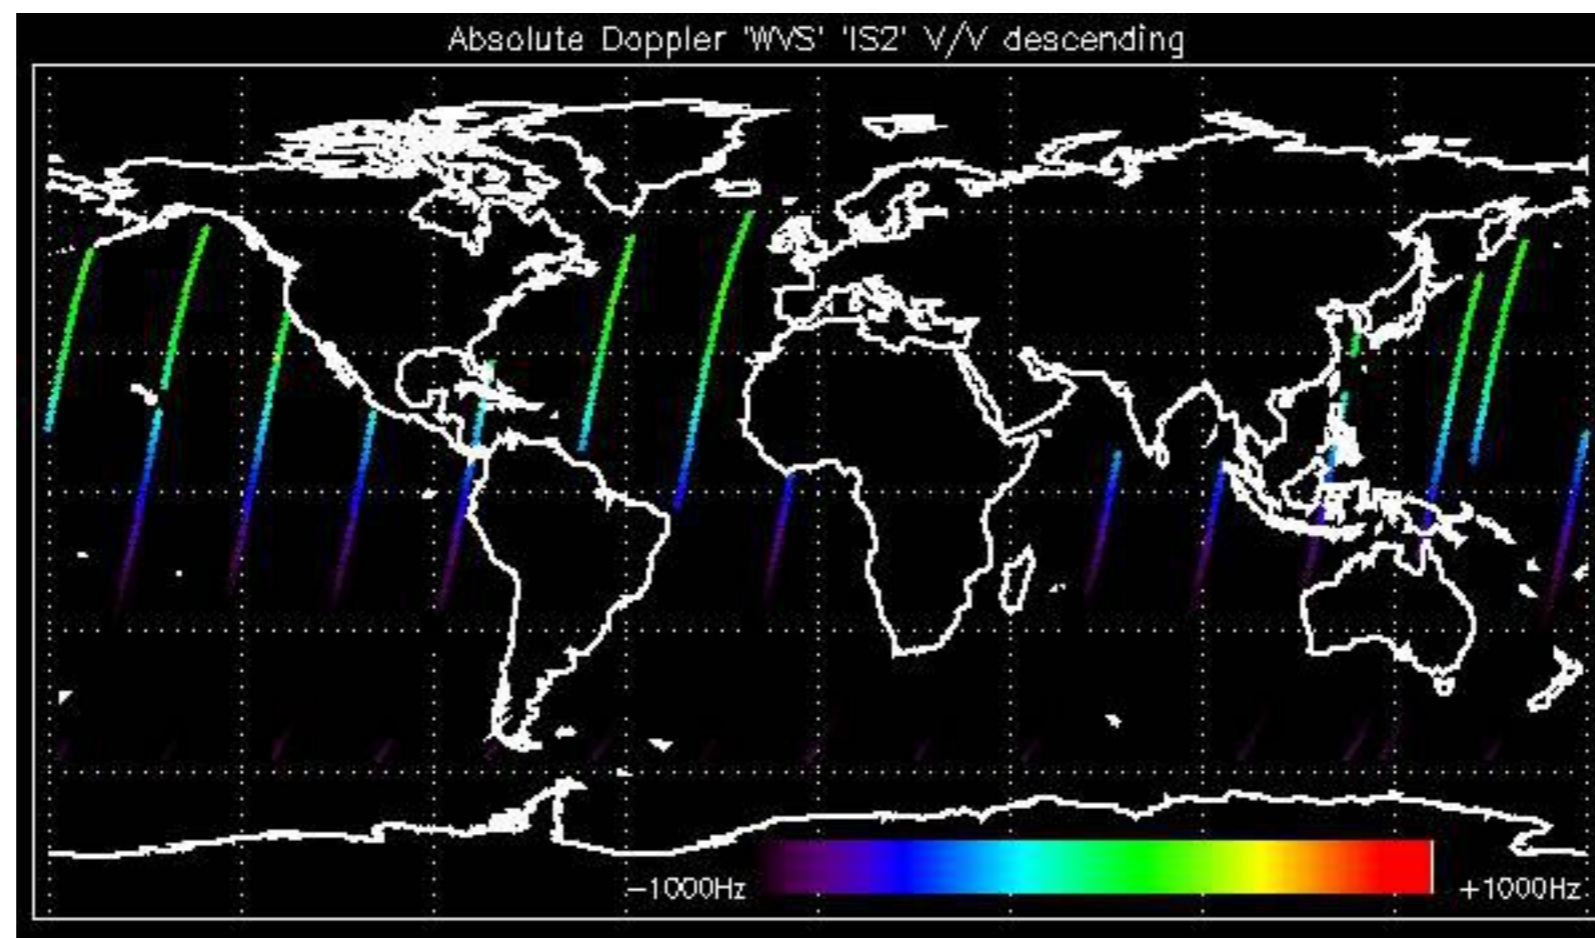 Absolute Doppler 'WVS' 'IS2' V/V descending
−1000Hz +1000Hz